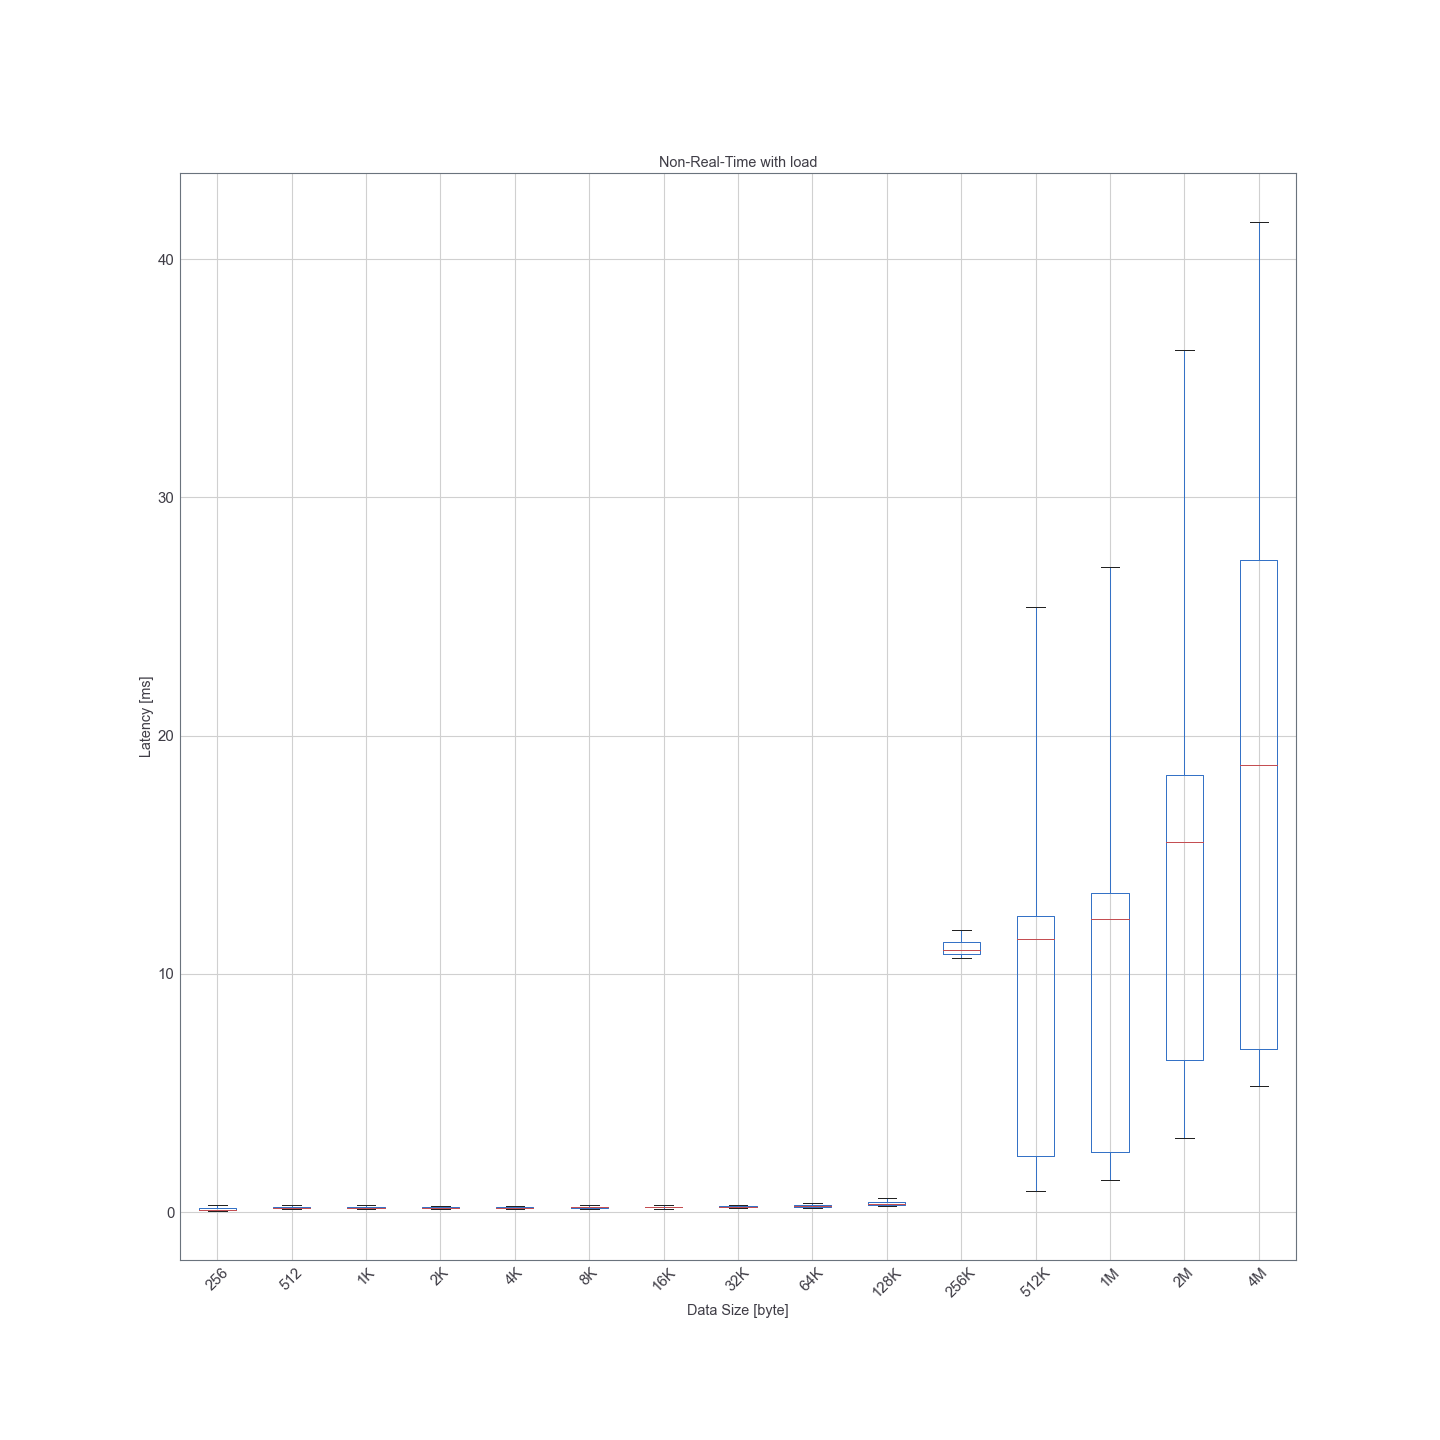 Non-Real-Time with load
40
30
20
10
0
Latency [ms]
256 512 1K 2K 4K 8K 16K 32K 64K 128K 256K 512K 1M 2M 4M
Data Size [byte]